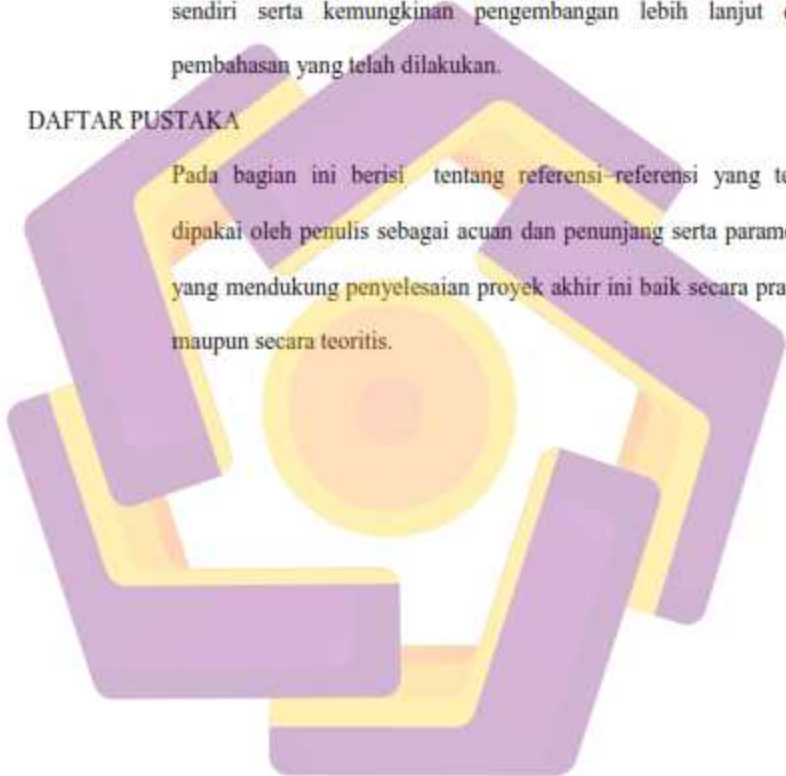 sendiri serta kemungkinan pengembangan lebih lanjut
pembahasan yang telah dilakukan.
DAFTAR PUSTAKA
Pada bagian ini berisi tentang referensi–referensi yang
dipakai oleh penulis sebagai acuan dan penunjang serta
yang mendukung penyelesaian proyek akhir ini baik secara
maupun secara teoritis.